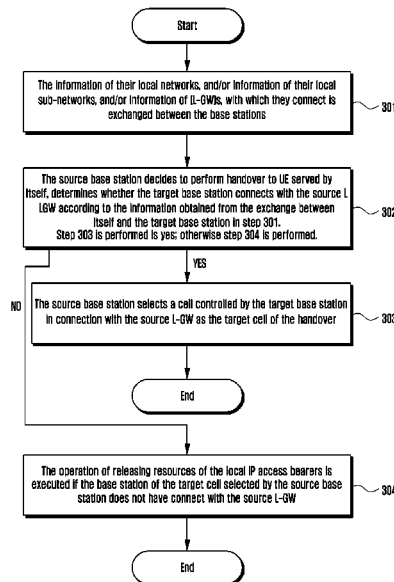 Start
The information of their local networks, and/or information of their local
sub-networks, and/or information of (L-GW)s, with which they connect is
exchanged between the base stations
301
The source base station decides to perform handover to UE served by
itself, determines whether the target base station connects with the source L
LGW according to the information obtained from the exchange between
itself and the target base station in step 301.
Step 303 is performed is yes; otherwise step 304 is performed.
302
NO
YES
The source base station selects a cell controlled by the target base station
in connection with the source L-GW as the target cell of the handover
303
End
The operation of releasing resources of the local IP access bearers is
executed if the base station of the target cell selected by the source base
station does not have connect with the source L-GW
304
End